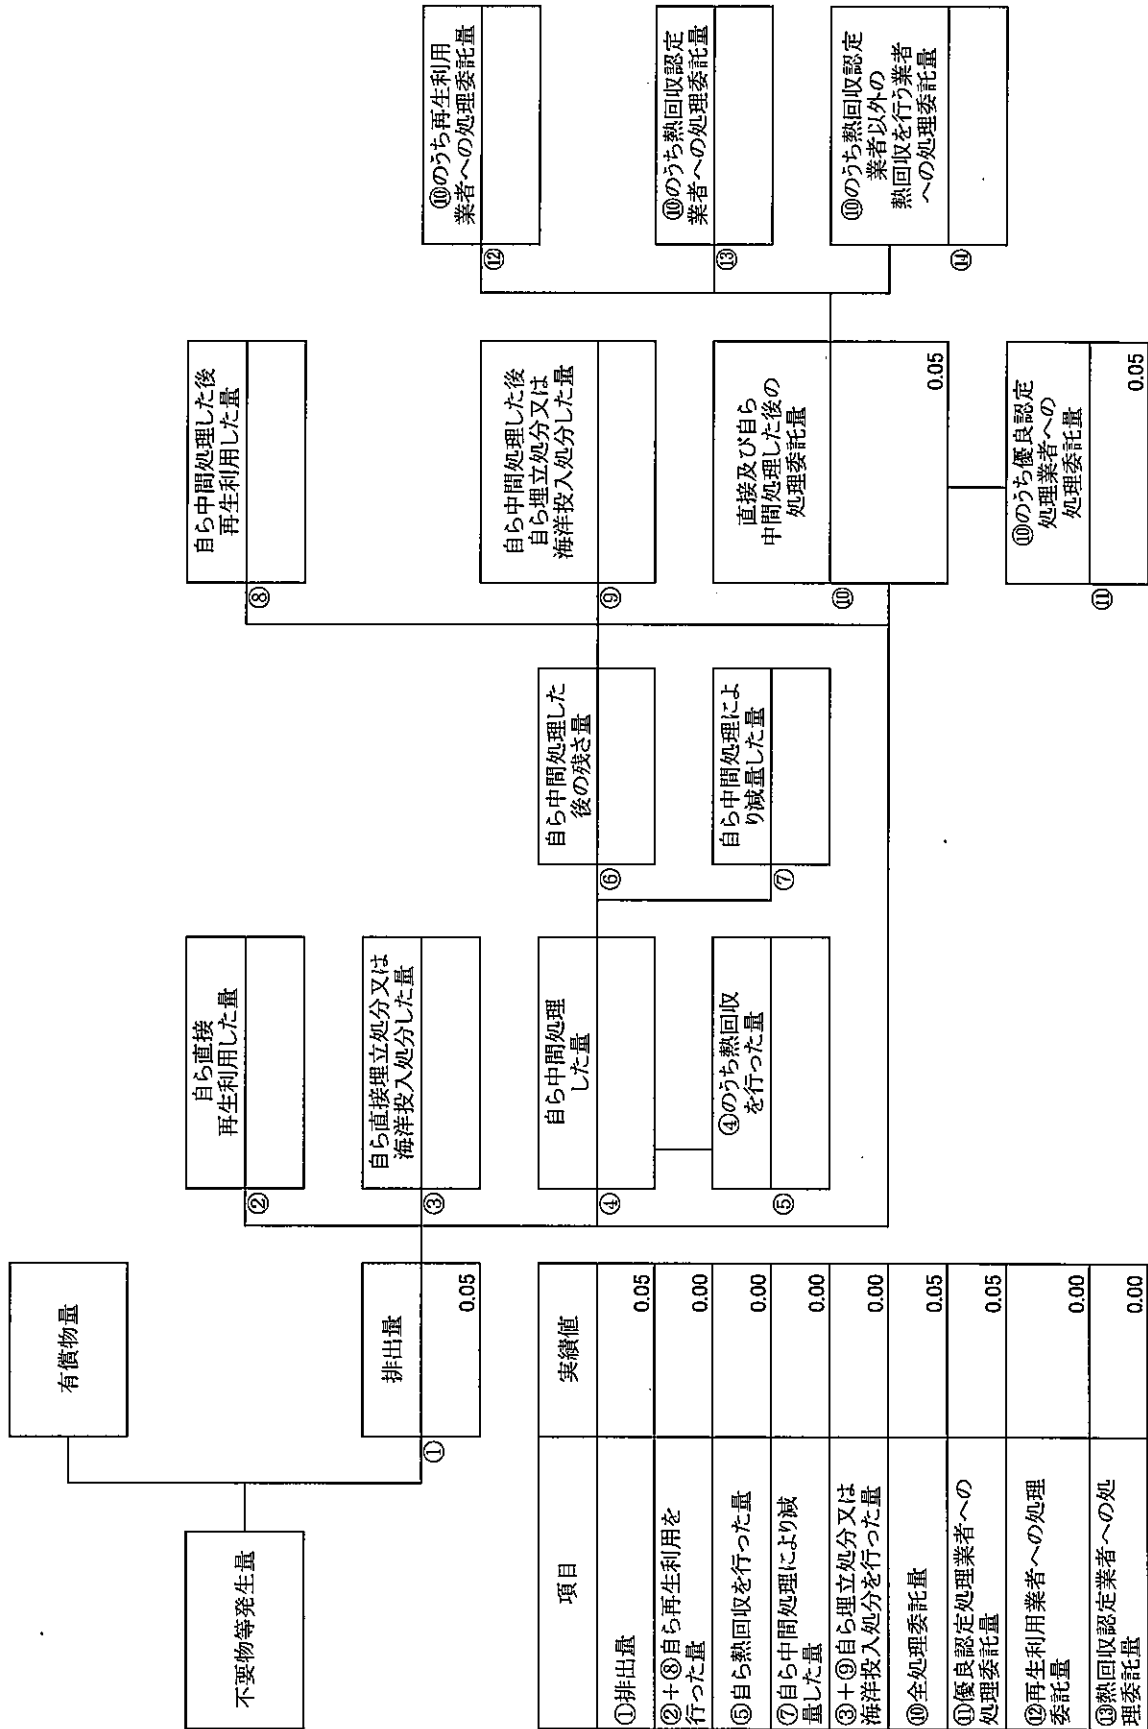 不要物等発生量
有償物量
①
排出量
0.05
②
自ら直接
再生利用した量
③
自ら直接埋立処分又は
海洋投入処分した量
④
自ら中間処理
した量
⑤
④のうち熱回収
を行った量
⑥
自ら中間処理した
後の残さ量
⑦
自ら中間処理によ
り減量した量
⑧
自ら中間処理した後
再生利用した量
⑨
自ら中間処理した後
自ら埋立処分又は
海洋投入処分した量
⑩
直接及び自ら
中間処理した後の
処理委託量
0.05
⑪
⑩のうち優良認定
処理業者への
処理委託量
0.05
⑫
⑩のうち再生利用
業者への処理委託量
⑬
⑩のうち熱回収認定
業者への処理委託量
⑭
⑩のうち熱回収認定
業者以外の
熱回収を行う業者
への処理委託量
項目 実績値
①排出量 0.05
②+⑧自ら再生利用を
行った量 0.00
⑤自ら熱回収を行った量 0.00
⑦自ら中間処理により減
量した量 0.00
③+⑨自ら埋立処分又は
海洋投入処分を行った量 0.00
⑩全処理委託量 0.05
⑪優良認定処理業者への
処理委託量 0.05
⑫再生利用業者への処理
委託量 0.00
⑬熱回収認定業者への処
理委託量 0.00